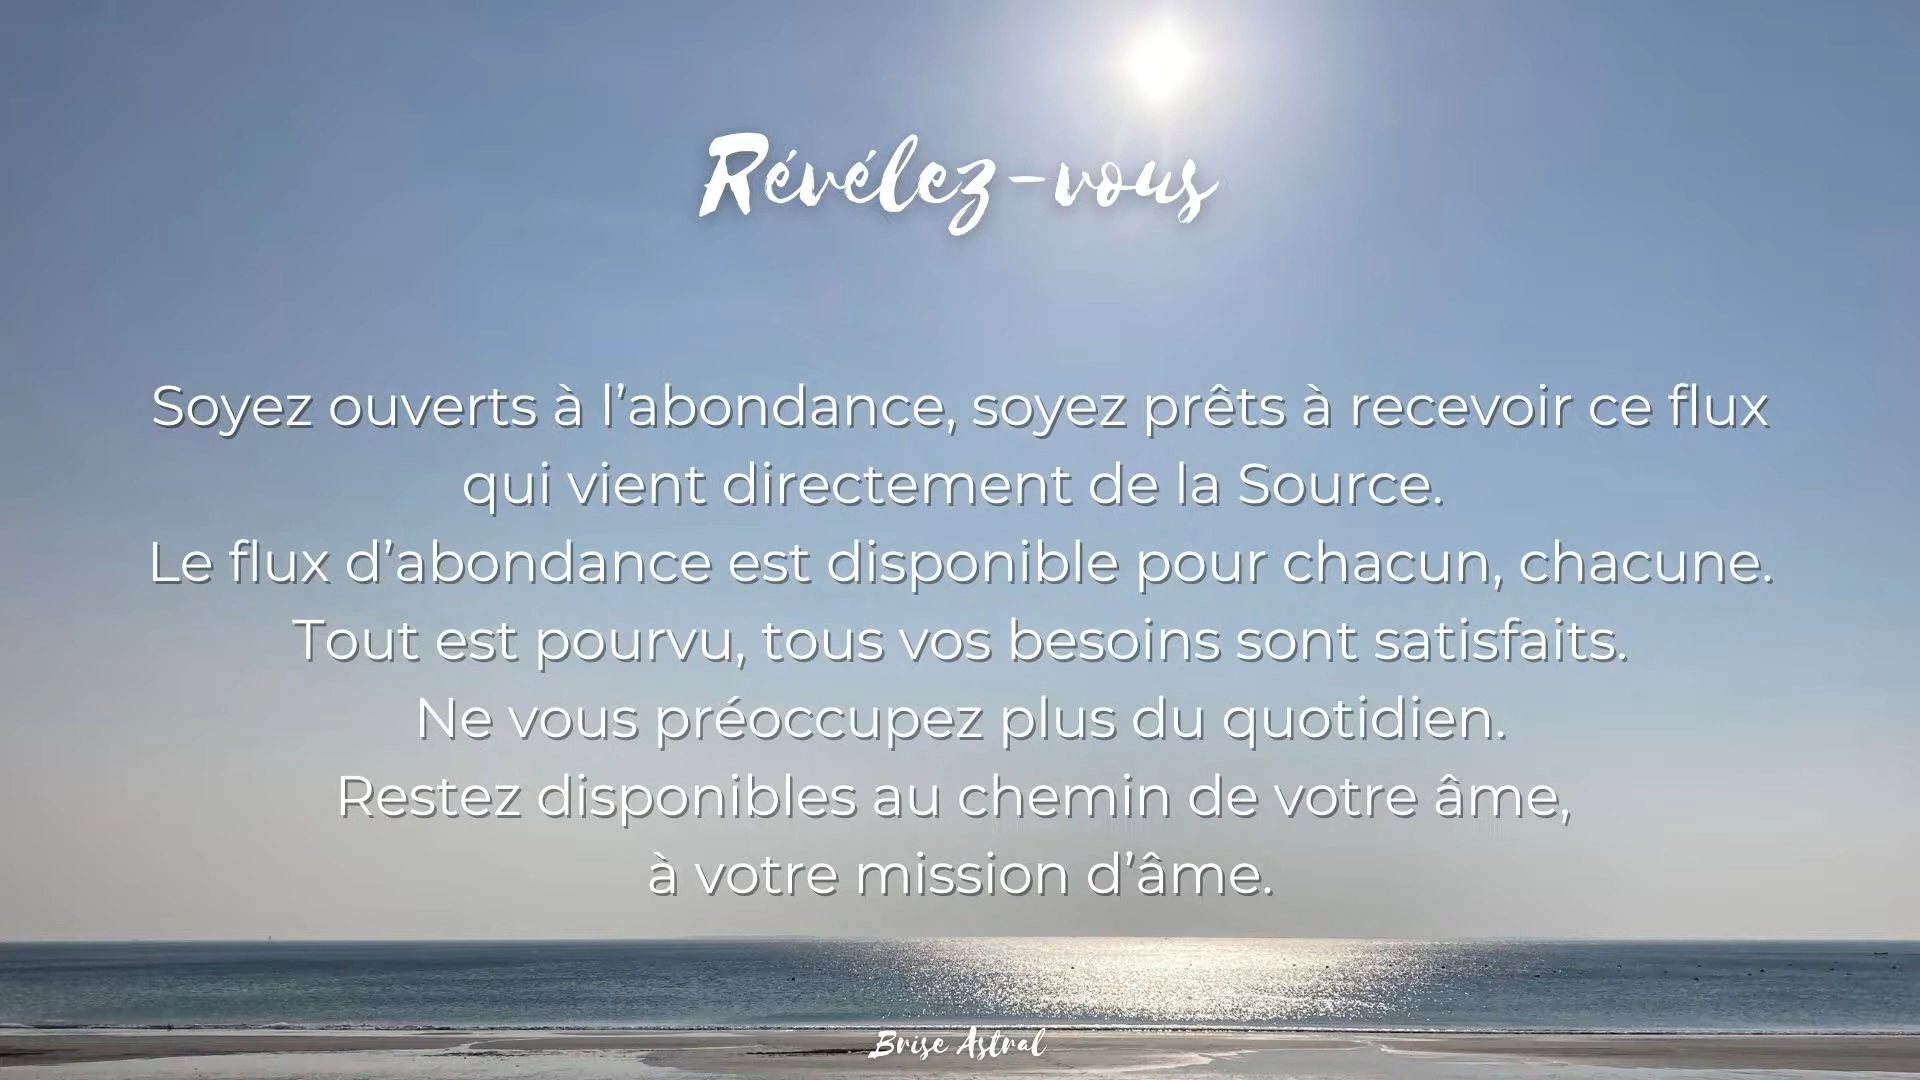 Révélez-vous
Soyez ouverts à l’abondance, soyez prêts à recevoir ce flux
qui vient directement de la Source.
Le flux d’abondance est disponible pour chacun, chacune.
Tout est pourvu, tous vos besoins sont satisfaits.
Ne vous préoccupez plus du quotidien.
Restez disponibles au chemin de votre âme,
à votre mission d’âme.
Brise Astral